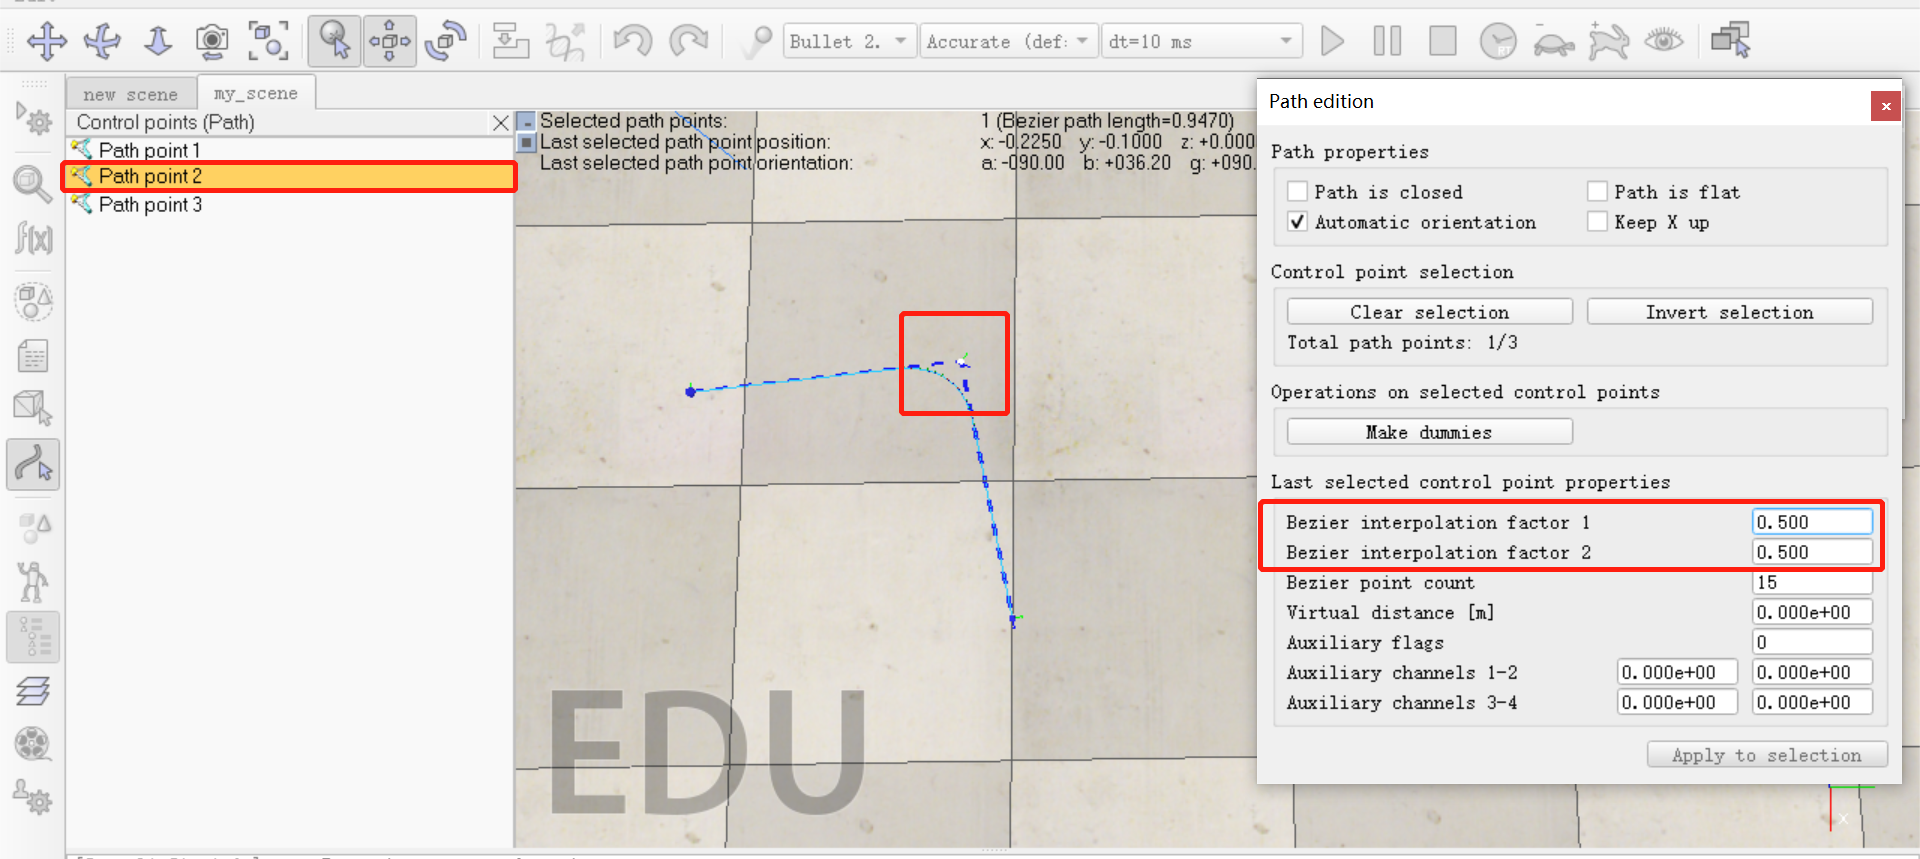 Bullet 2.
Accurate (def:
dt=10 ms
RT
new scene
my_scene
f(x)
Control points (Path)
Path point 1
Path point 2
Path point 3
Selected path points: 1 (Bezier path length=0.9470)
Last selected path point position: x: -0.2250 y: -0.1000 z: +0.000
Last selected path point orientation: a: -090.00 b: +036.20 g: +090.
EDU
Path edition
Path properties
Path is closed
Path is flat
Automatic orientation
Keep X up
Control point selection
Clear selection
Invert selection
Total path points: 1/3
Operations on selected control points
Make dummies
Last selected control point properties
Bezier interpolation factor 1 0.500
Bezier interpolation factor 2 0.500
Bezier point count 15
Virtual distance [m] 0.000e+00
Auxiliary flags 0
Auxiliary channels 1-2 0.000e+00 0.000e+00
Auxiliary channels 3-4 0.000e+00 0.000e+00
Apply to selection
X